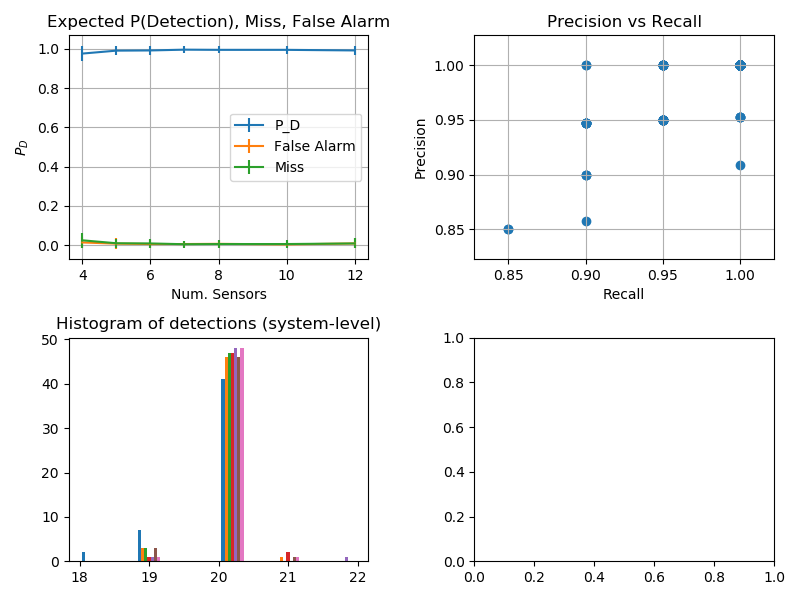 Expected P(Detection), Miss, False Alarm
1.0
0.8
0.6
0.4
0.2
0.0
P_D
P_D
False Alarm
Miss
4 6 8 10 12
Num. Sensors
Precision vs Recall
1.00
0.95
0.90
0.85
Precision
0.85 0.90 0.95 1.00
Recall
Histogram of detections (system-level)
50
40
30
20
10
0
18 19 20 21 22
1.0
0.8
0.6
0.4
0.2
0.0
0.0 0.2 0.4 0.6 0.8 1.0